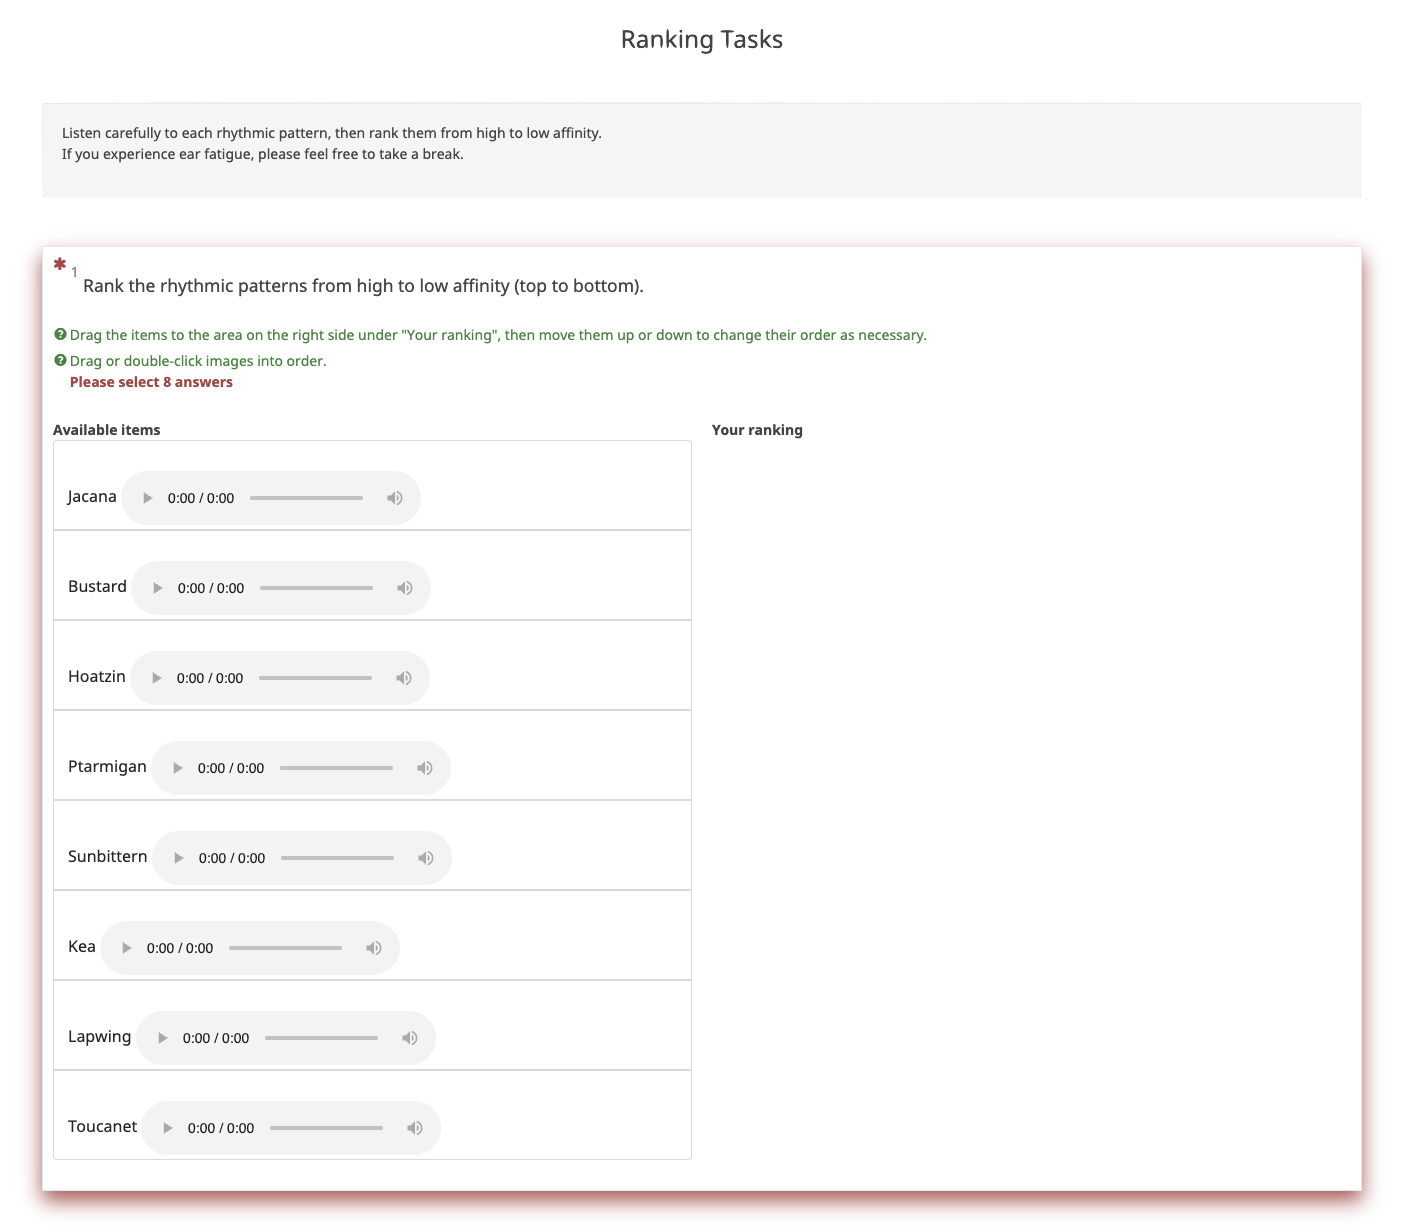 Ranking Tasks
Listen carefully to each rhythmic pattern, then rank them from high to low affinity.
If you experience ear fatigue, please feel free to take a break.
✱ 1
Rank the rhythmic patterns from high to low affinity (top to bottom).
Drag the items to the area on the right side under "Your ranking", then move them up or down to change their order as necessary.
Drag or double-click images into order.
Please select 8 answers
Available items
Your ranking
Jacana 0:00 / 0:00
Bustard 0:00 / 0:00
Hoatzin 0:00 / 0:00
Ptarmigan 0:00 / 0:00
Sunbittern 0:00 / 0:00
Kea 0:00 / 0:00
Lapwing 0:00 / 0:00
Toucanet 0:00 / 0:00